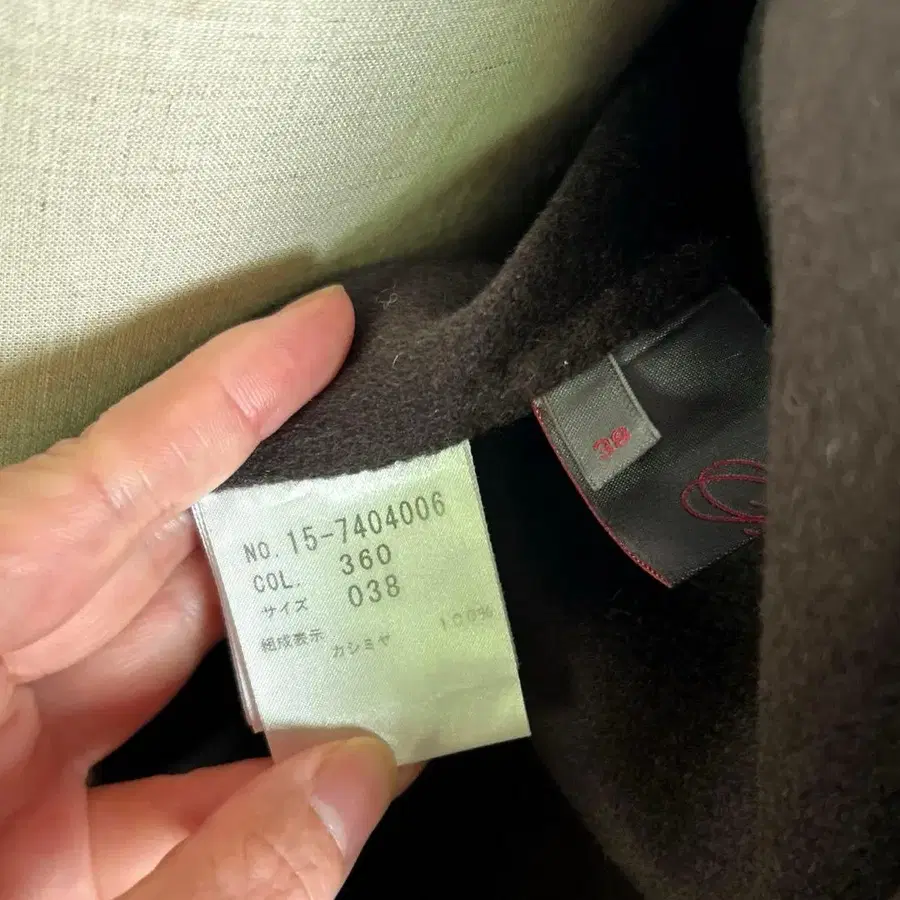 NO. 15-7404006
COL. 360
サイズ 038
組成表示
カシミヤ 100%
38